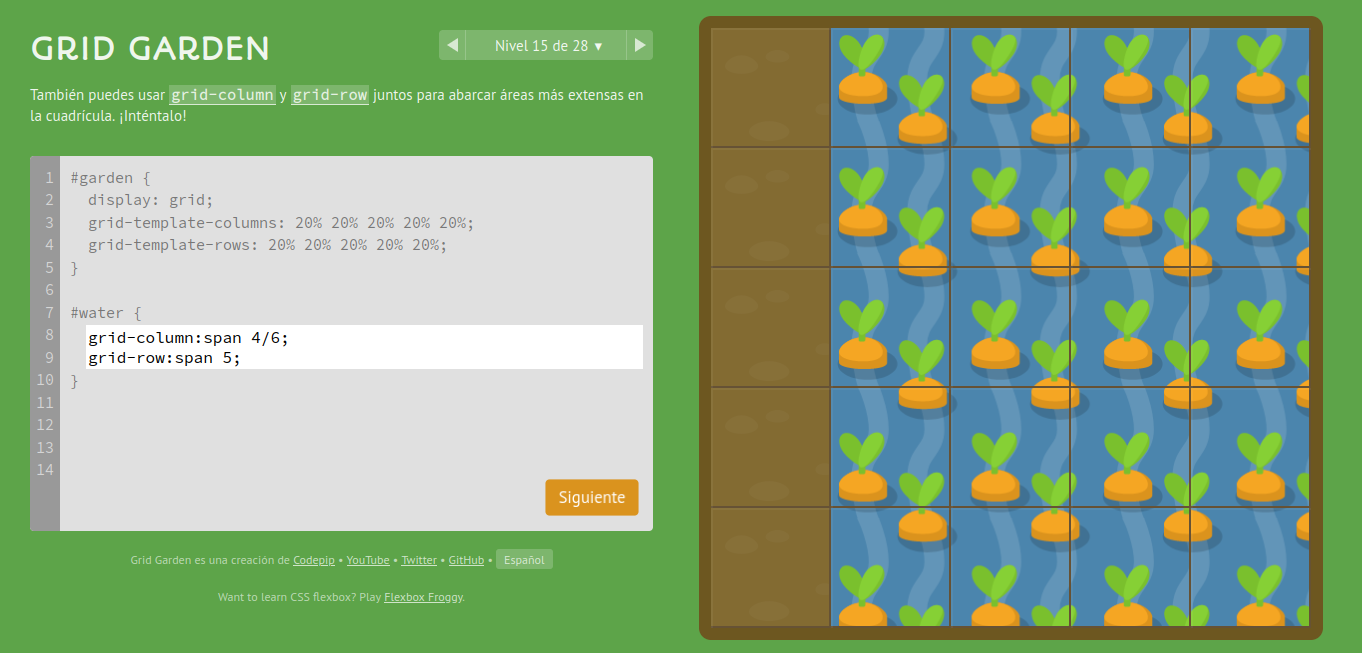 GRID GARDEN
◀ Nivel 15 de 28 ▼ ▶
También puedes usar grid-column y grid-row juntos para abarcar áreas más extensas en
la cuadrícula. ¡Inténtalo!
1 #garden {
2 display: grid;
3 grid-template-columns: 20% 20% 20% 20% 20%;
4 grid-template-rows: 20% 20% 20% 20% 20%;
5 }
6
7 #water {
8 grid-column:span 4/6;
9 grid-row:span 5;
10 }
11
12
13
14
Siguiente
Grid Garden es una creación de Codepip • YouTube • Twitter • GitHub • Español
Want to learn CSS flexbox? Play Flexbox Froggy.